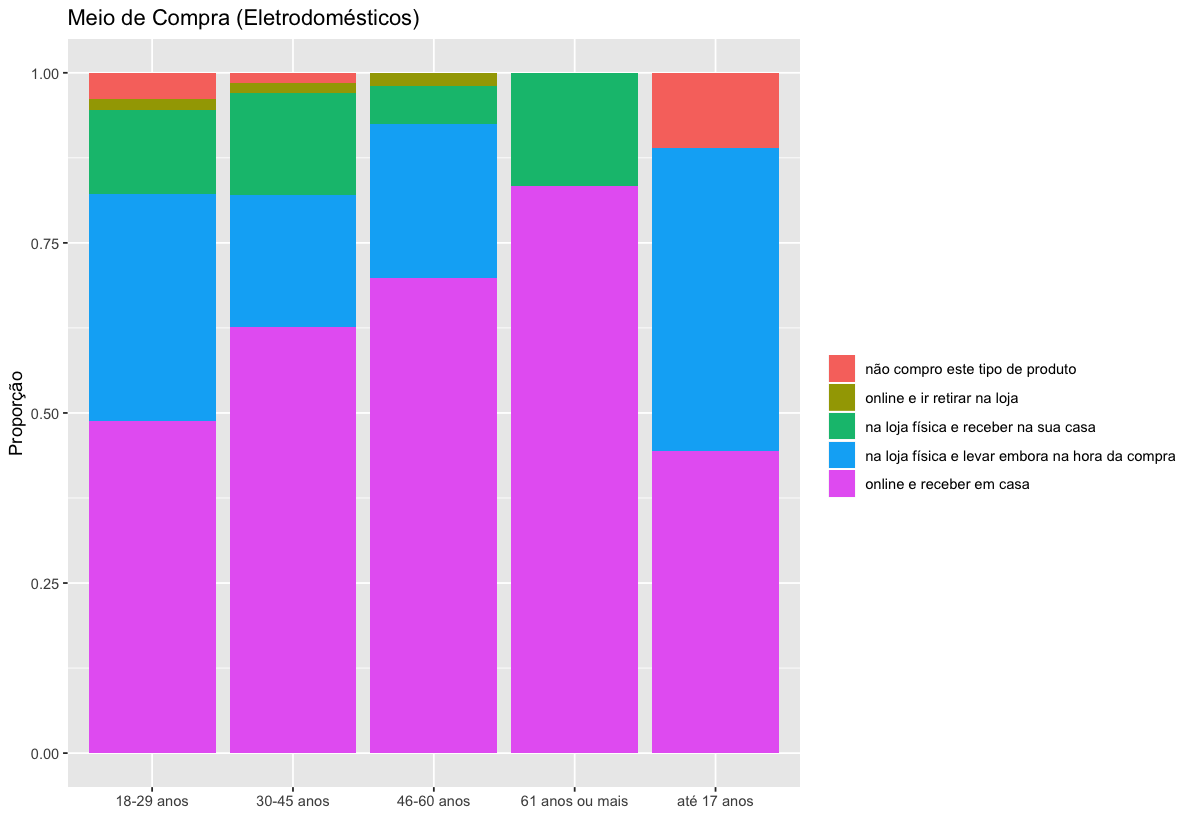 Meio de Compra (Eletrodomésticos)
Proporção
1.00
0.75
0.50
0.25
0.00
18-29 anos
30-45 anos
46-60 anos
61 anos ou mais
até 17 anos
não compro este tipo de produto
online e ir retirar na loja
na loja física e receber na sua casa
na loja física e levar embora na hora da compra
online e receber em casa